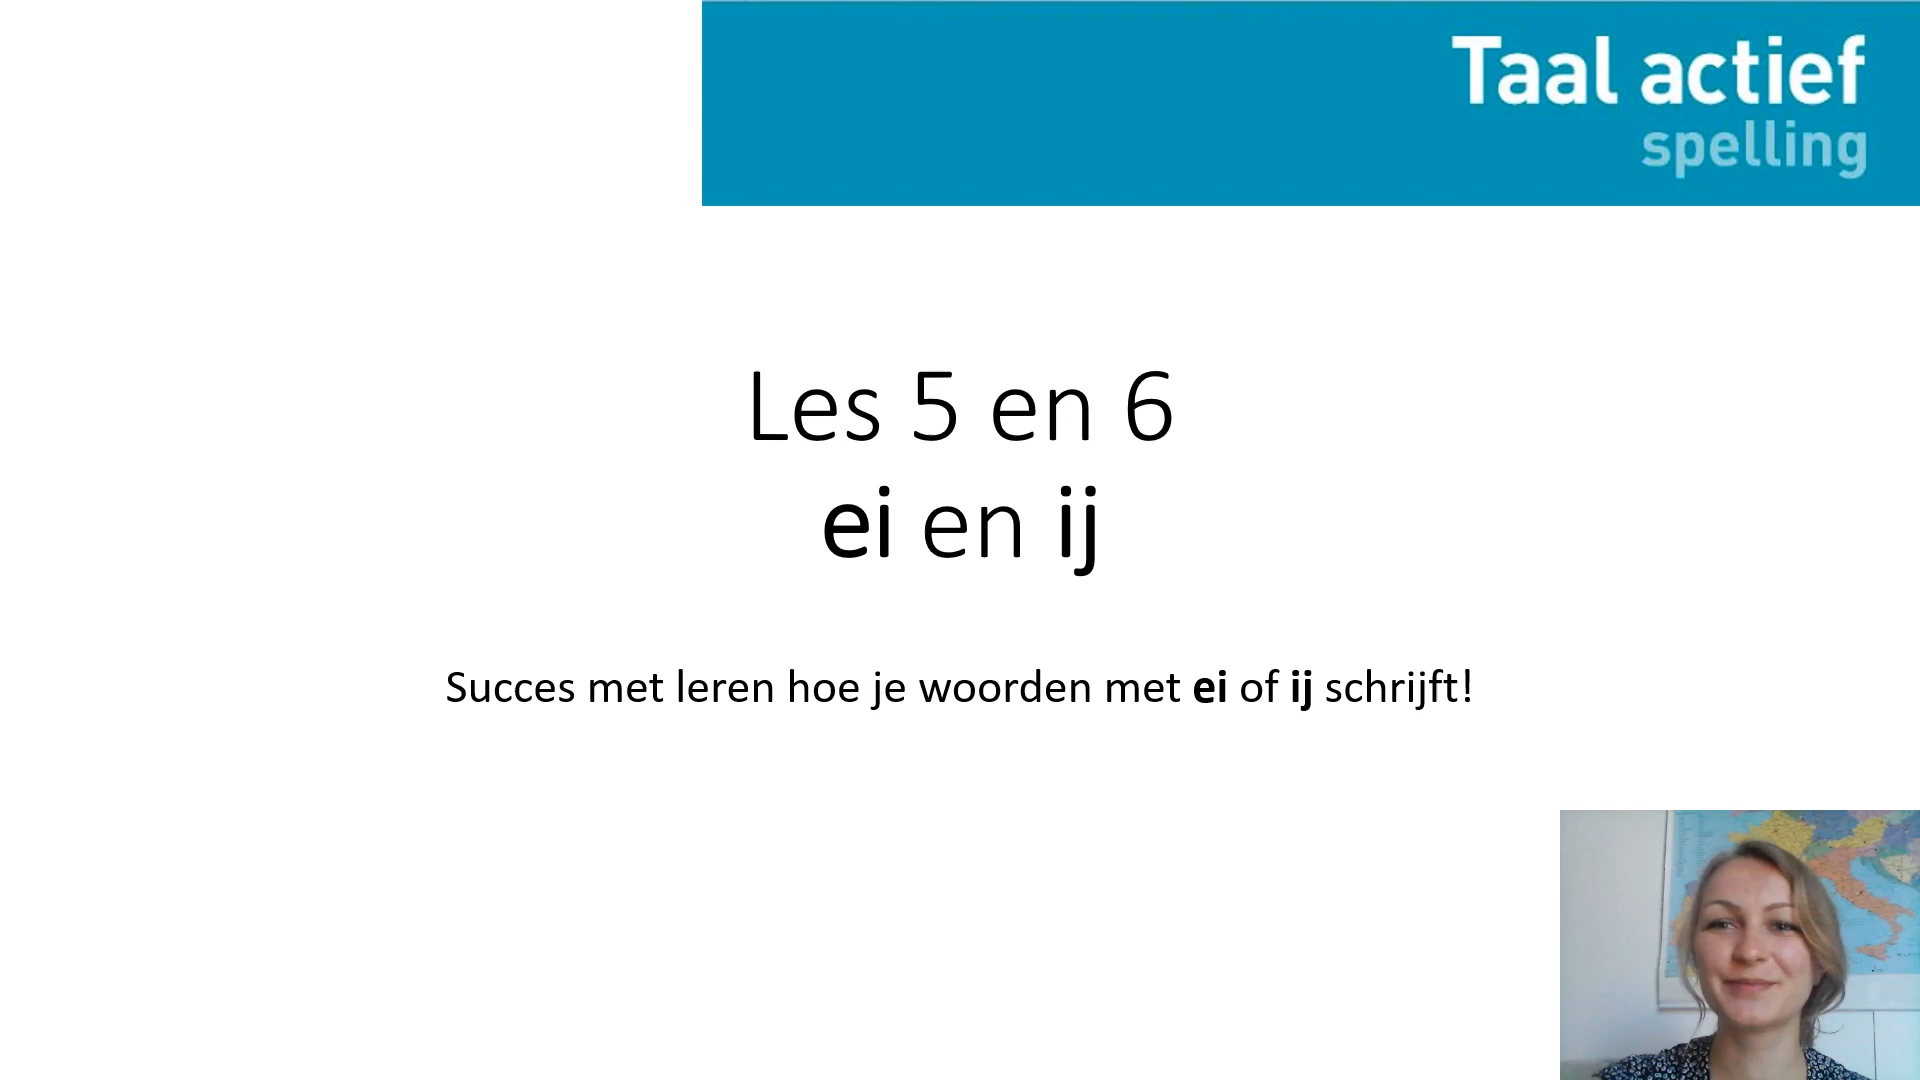 Taal actief
spelling
Les 5 en 6
ei en ij
Succes met leren hoe je woorden met ei of ij schrijft!